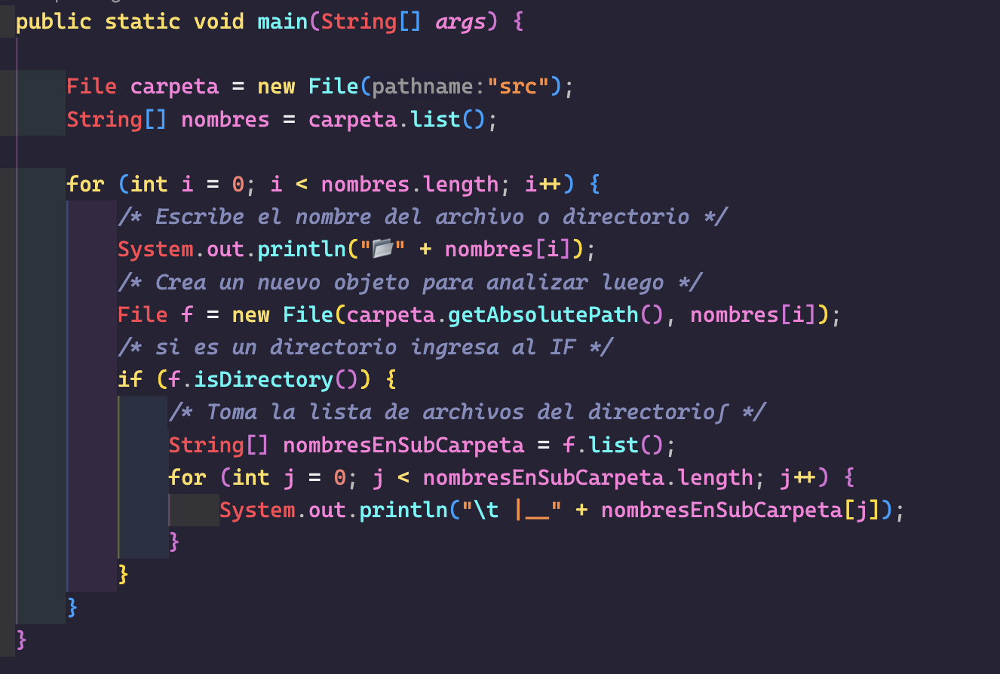 public static void main(String[] args) {
File carpeta = new File(pathname:"src");
String[] nombres = carpeta.list();
for (int i = 0; i < nombres.length; i++) {
/* Escribe el nombre del archivo o directorio */
System.out.println("📂" + nombres[i]);
/* Crea un nuevo objeto para analizar luego */
File f = new File(carpeta.getAbsolutePath(), nombres[i]);
/* si es un directorio ingresa al IF */
if (f.isDirectory()) {
/* Toma la lista de archivos del directorio∫ */
String[] nombresEnSubCarpeta = f.list();
for (int j = 0; j < nombresEnSubCarpeta.length; j++) {
System.out.println("\t |__" + nombresEnSubCarpeta[j]);
}
}
}
}